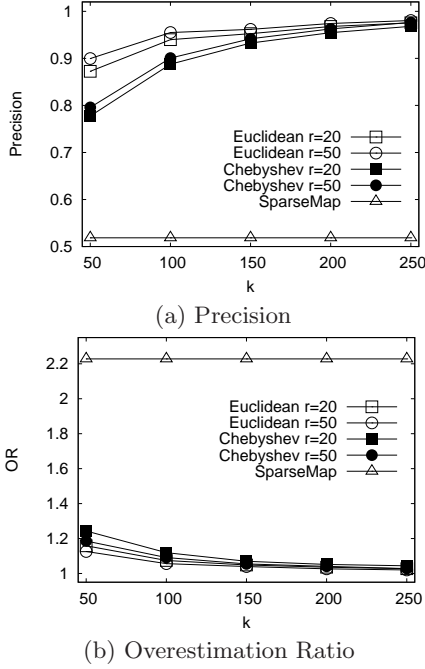 1
0.9
0.8
0.7
0.6
0.5
Precision
Euclidean r=20
Euclidean r=50
Chebyshev r=20
Chebyshev r=50
SparseMap
50 100 150 200 250
k
(a) Precision
2.2
2
1.8
1.6
1.4
1.2
1
OR
Euclidean r=20
Euclidean r=50
Chebyshev r=20
Chebyshev r=50
SparseMap
50 100 150 200 250
k
(b) Overestimation Ratio